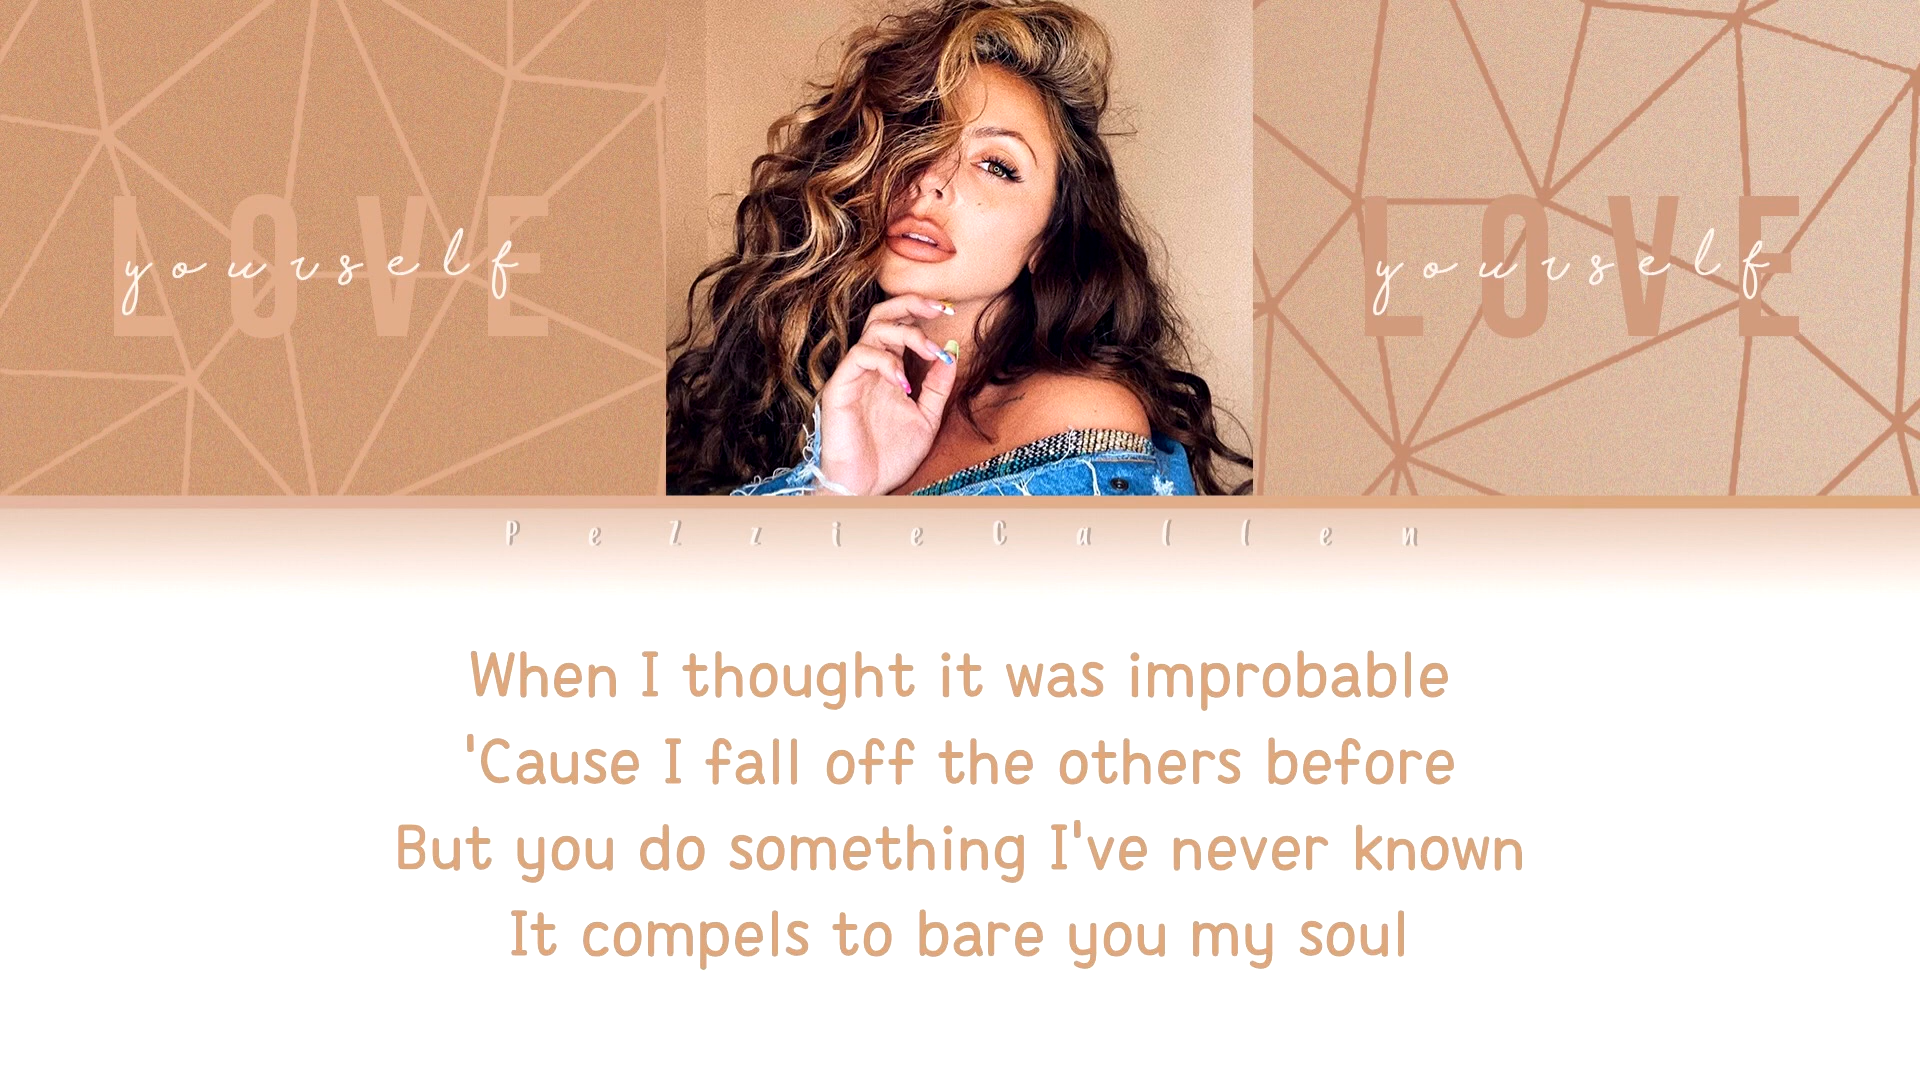 LOVE
yourself
LOVE
yourself
PeZzieCallen
When I thought it was improbable
'Cause I fall off the others before
But you do something I've never known
It compels to bare you my soul